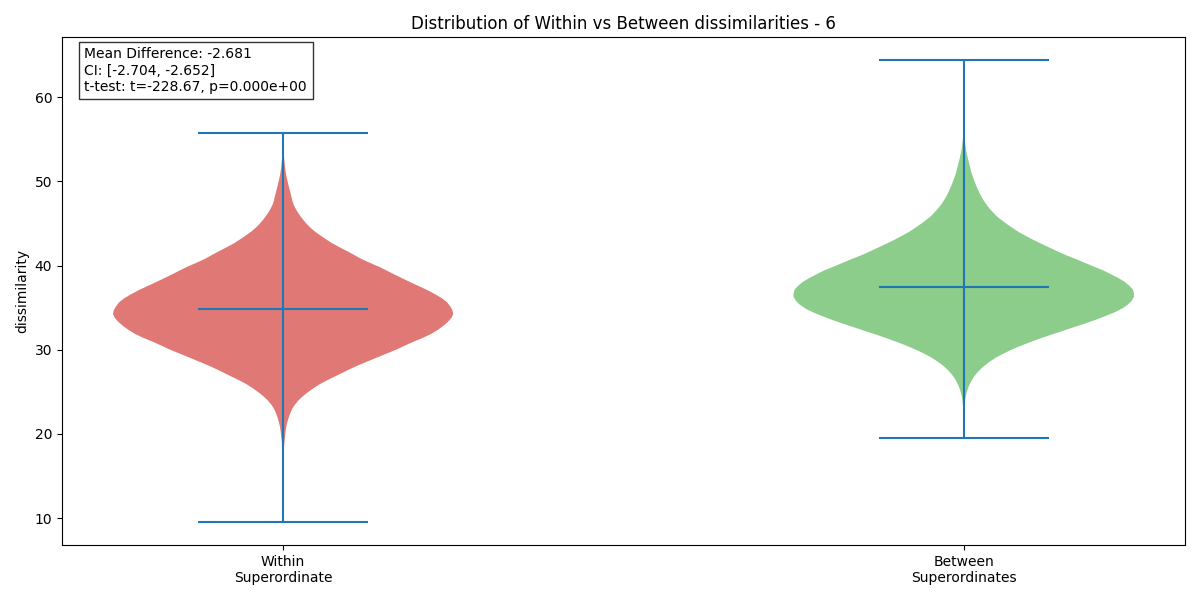 Distribution of Within vs Between dissimilarities - 6
Mean Difference: -2.681
CI: [-2.704, -2.652]
t-test: t=-228.67, p=0.000e+00
60
50
40
30
20
10
dissimilarity
Within
Superordinate
Between
Superordinates